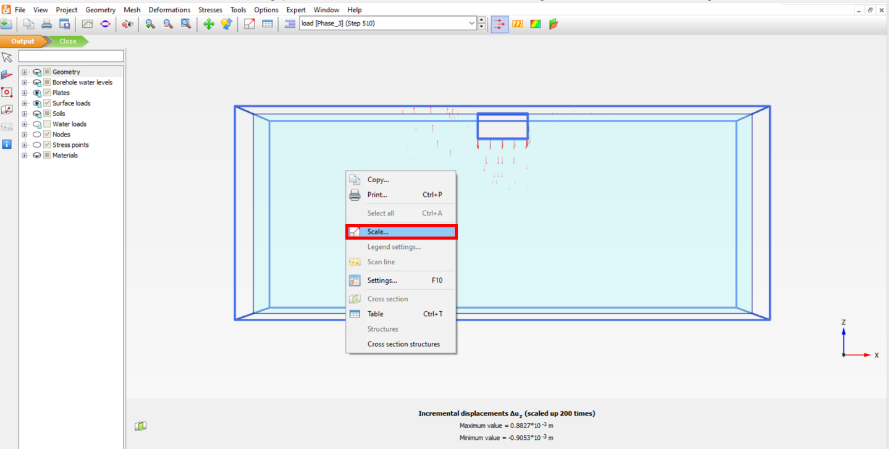 File View Project Geometry Mesh Deformations Stresses Tools Options Expert Window Help
load [Phase_3] (Step 510)
Output Close
Geometry
Borehole water levels
Plates
Surface loads
Soils
Water loads
Nodes
Stress points
Materials
Copy...
Print... Ctrl+P
Select all Ctrl+A
Scale...
Legend settings...
Scan line
Settings... F10
Cross section
Table Ctrl+T
Structures
Cross section structures
Z
X
Incremental displacements Δu_z (scaled up 200 times)
Maximum value = 0.8827*10⁻³ m
Minimum value = -0.9053*10⁻³ m